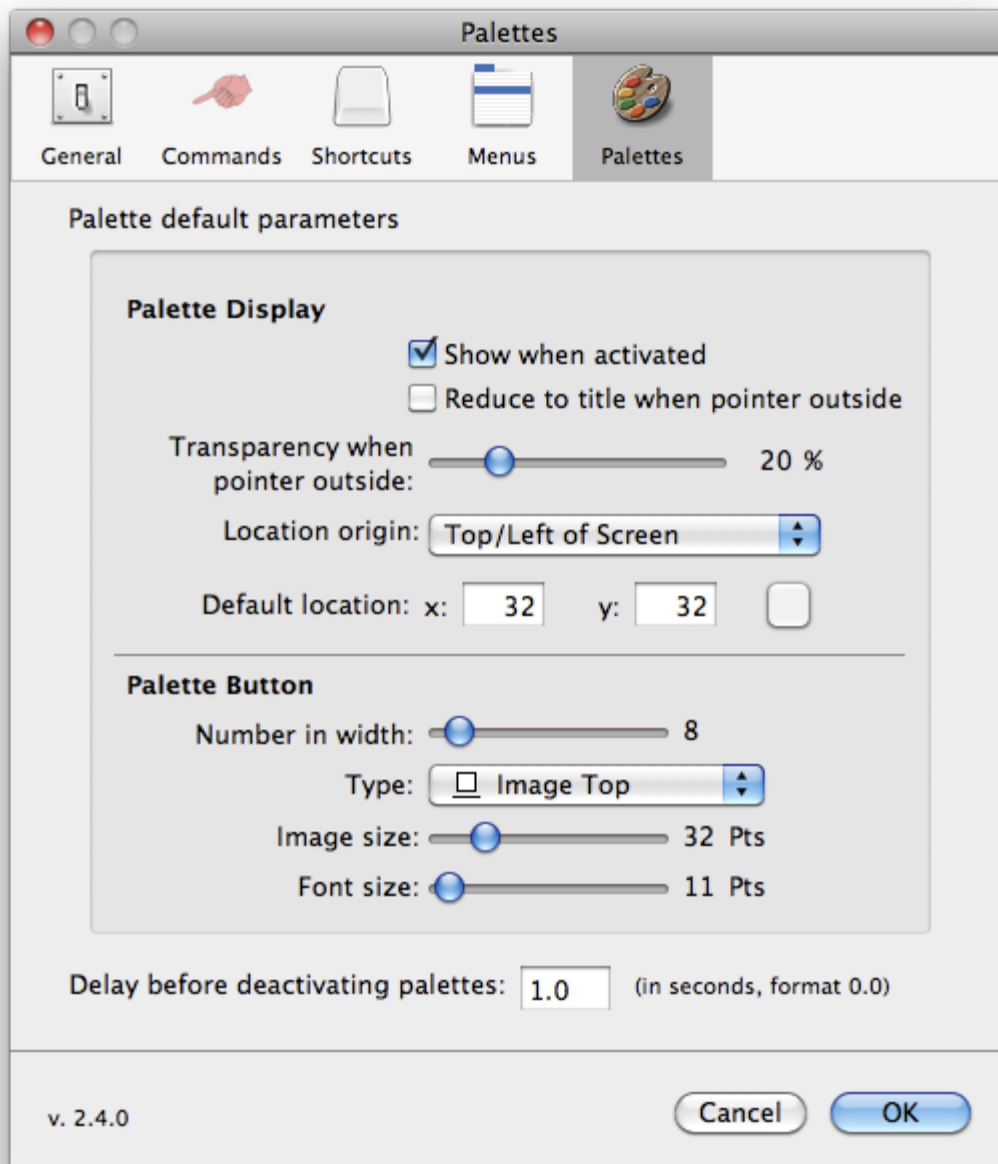 Palettes
General Commands Shortcuts Menus Palettes
Palette default parameters
Palette Display
Show when activated
Reduce to title when pointer outside
Transparency when
pointer outside: 20 %
Location origin: Top/Left of Screen
Default location: x: 32 y: 32
Palette Button
Number in width: 8
Type: Image Top
Image size: 32 Pts
Font size: 11 Pts
Delay before deactivating palettes: 1.0 (in seconds, format 0.0)
v. 2.4.0 Cancel OK